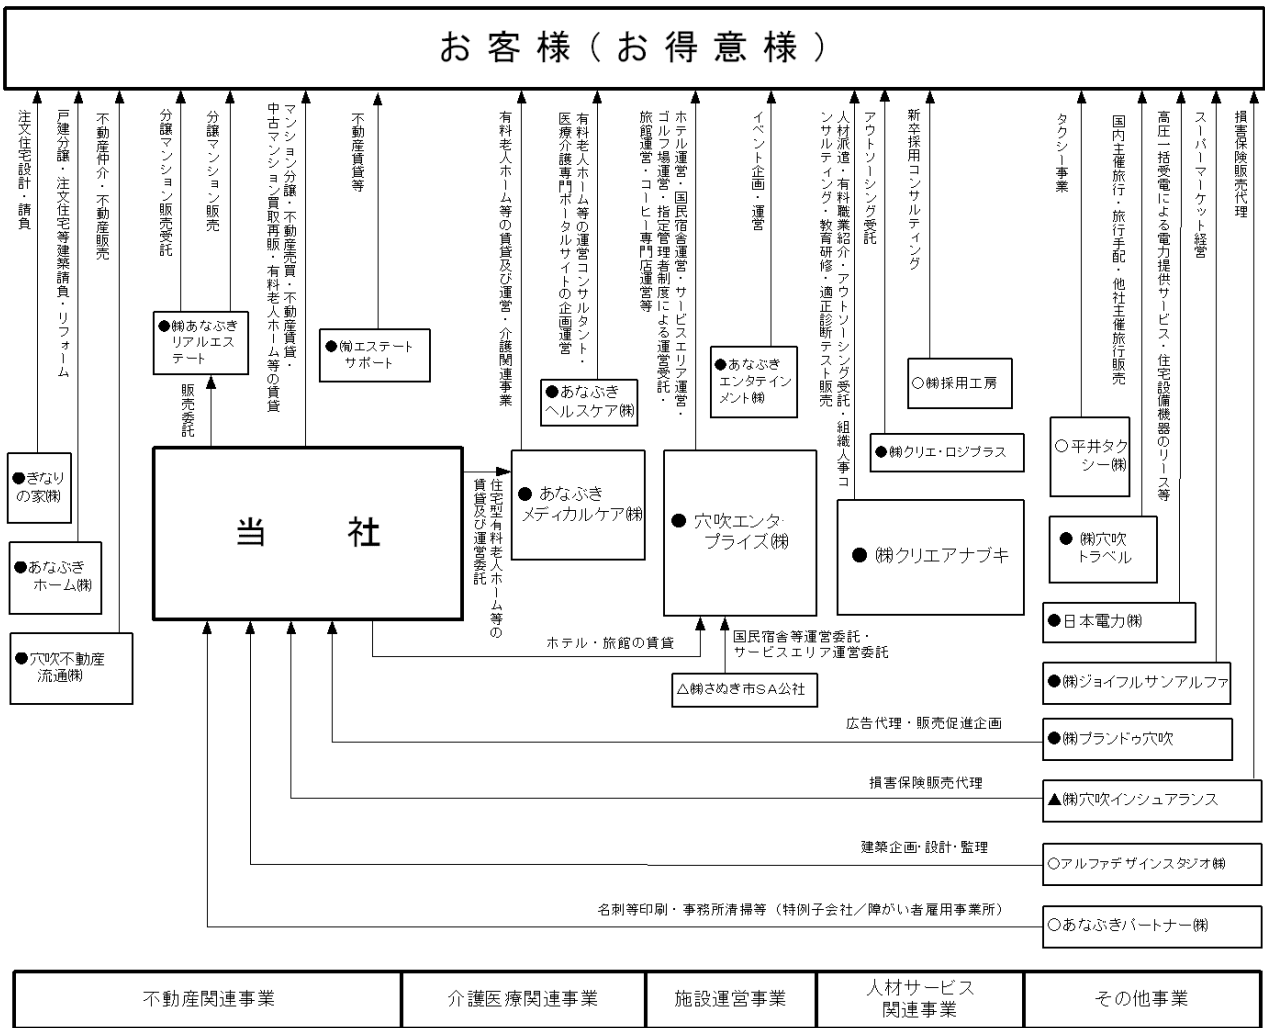 お客様(お得意様)
注文住宅設計・請負
戸建分譲・注文住宅等建築請負・リフォーム
不動産仲介・不動産販売
分譲マンション販売受託
分譲マンション販売
マンション分譲・不動産売買・不動産賃貸・
中古マンション買取再販・有料老人ホーム等の賃貸
不動産賃貸等
有料老人ホーム等の賃貸及び運営・介護関連事業
有料老人ホーム等の運営コンサルタント・
医療介護専門ポータルサイトの企画運営
ホテル運営・国民宿舎運営・サービスエリア運営・
ゴルフ場運営・指定管理者制度による運営受託・
旅館運営・コーヒー専門店運営等
イベント企画・運営
人材派遣・有料職業紹介・アウトソーシング受託・組織人事コ
ンサルティング・教育研修・適正診断テスト販売
アウトソーシング受託
新卒採用コンサルティング
タクシー事業
国内主催旅行・旅行手配・他社主催旅行販売
高圧一括受電による電力提供サービス・住宅設備機器のリース等
スーパーマーケット経営
損害保険販売代理
●㈱あなぶき
リアルエス
テート
●㈲エステート
サポート
●あなぶき
ヘルスケア㈱
●あなぶき
エンタテイン
メント㈱
○㈱採用工房
●㈱クリエ・ロジプラス
○平井タク
シー㈱
販売委託
●きなり
の家㈱
当社
住宅型有料老人ホーム等の
賃貸及び運営委託
●あなぶき
メディカルケア㈱
●穴吹エンタ
プライズ㈱
●㈱クリエアナブキ
●㈱穴吹
トラベル
●あなぶき
ホーム㈱
●日本電力㈱
●穴吹不動産
流通㈱
ホテル・旅館の賃貸
国民宿舎等運営委託・
サービスエリア運営委託
△㈱さぬき市SA公社
●㈱ジョイフルサンアルファ
広告代理・販売促進企画
●㈱ブランドゥ穴吹
損害保険販売代理
▲㈱穴吹インシュアランス
建築企画・設計・監理
○アルファデザインスタジオ㈱
名刺等印刷・事務所清掃等(特例子会社/障がい者雇用事業所)
○あなぶきパートナー㈱
不動産関連事業
介護医療関連事業
施設運営事業
人材サービス
関連事業
その他事業